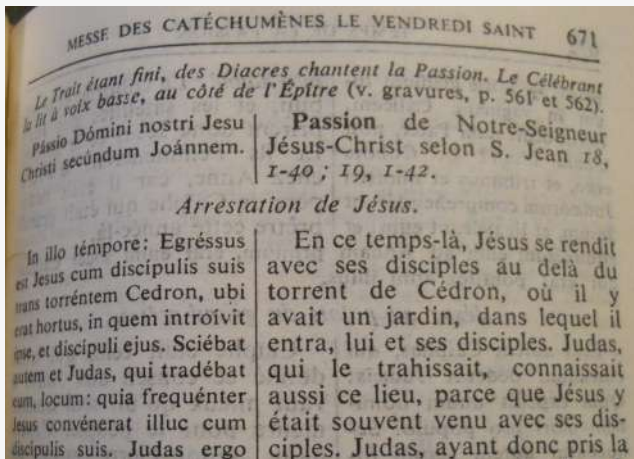 MESSE DES CATÉCHUMÈNES LE VENDREDI SAINT 671
Le Trait étant fini, des Diacres chantent la Passion. Le Célébrant
la lit à voix basse, au côté de l'Épître (v. gravures, p. 561 et 562).
Pássio Dómini nostri Jesu
Christi secúndum Joánnem.
Passion de Notre-Seigneur
Jésus-Christ selon S. Jean 18,
1-40 ; 19, 1-42.
Arrestation de Jésus.
In illo témpore: Egréssus
est Jesus cum discípulis suis
trans torréntem Cedron, ubi
erat hortus, in quem introívit
ipse, et discípuli ejus. Sciébat
autem et Judas, qui tradébat
eum, locum: quia frequénter
Jesus convénerat illuc cum
discípulis suis. Judas ergo
En ce temps-là, Jésus se rendit
avec ses disciples au delà du
torrent de Cédron, où il y
avait un jardin, dans lequel il
entra, lui et ses disciples. Judas,
qui le trahissait, connaissait
aussi ce lieu, parce que Jésus y
était souvent venu avec ses dis-
ciples. Judas, ayant donc pris la